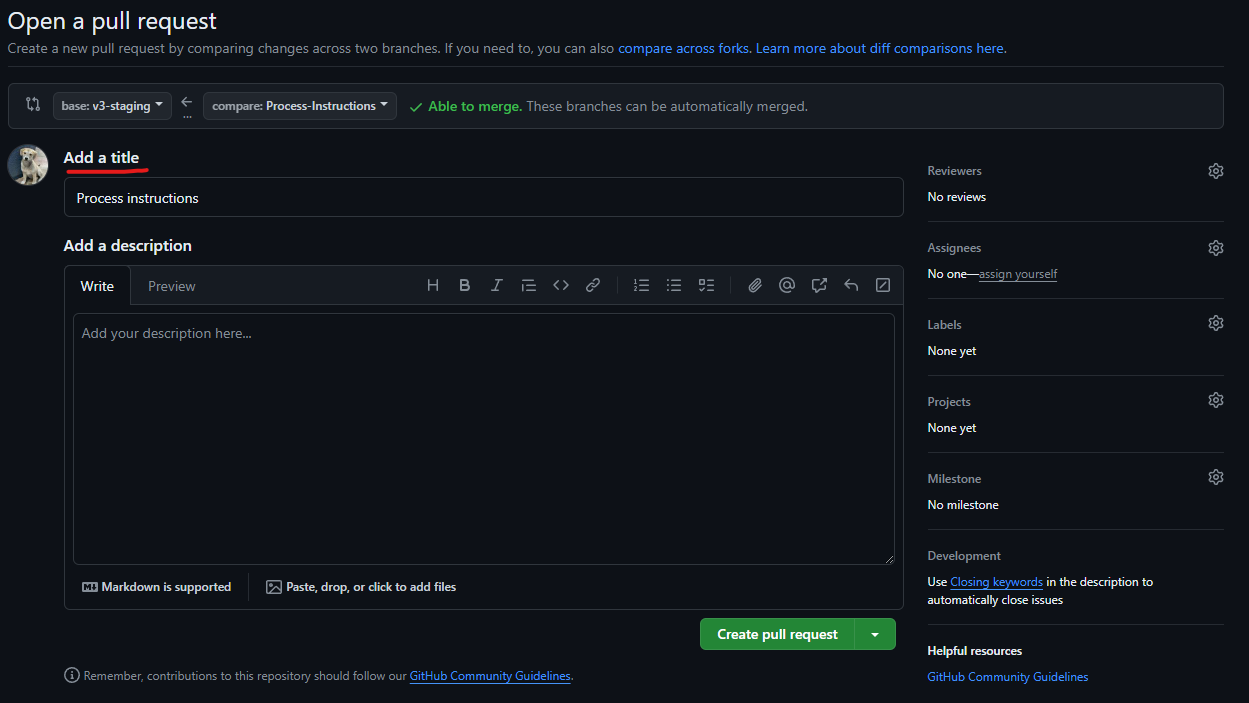 Open a pull request
Create a new pull request by comparing changes across two branches. If you need to, you can also compare across forks. Learn more about diff comparisons here.
base: v3-staging
...
compare: Process-Instructions
Able to merge. These branches can be automatically merged.
Add a title
Process instructions
Add a description
Write
Preview
H B I
Add your description here...
Markdown is supported
Paste, drop, or click to add files
Create pull request
Remember, contributions to this repository should follow our GitHub Community Guidelines.
Reviewers
No reviews
Assignees
No one—assign yourself
Labels
None yet
Projects
None yet
Milestone
No milestone
Development
Use Closing keywords in the description to
automatically close issues
Helpful resources
GitHub Community Guidelines